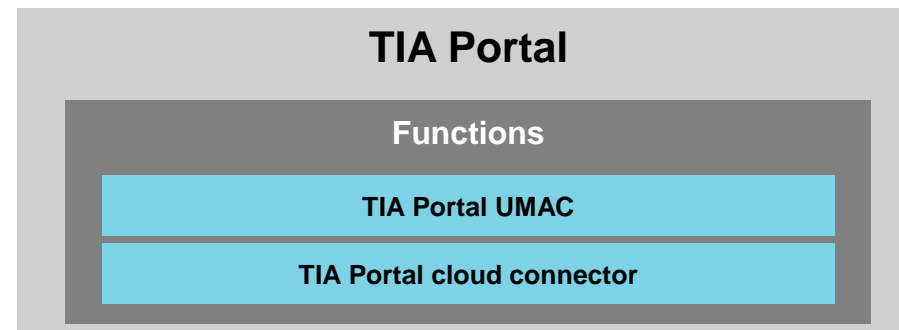 TIA Portal
Functions
TIA Portal UMAC
TIA Portal cloud connector